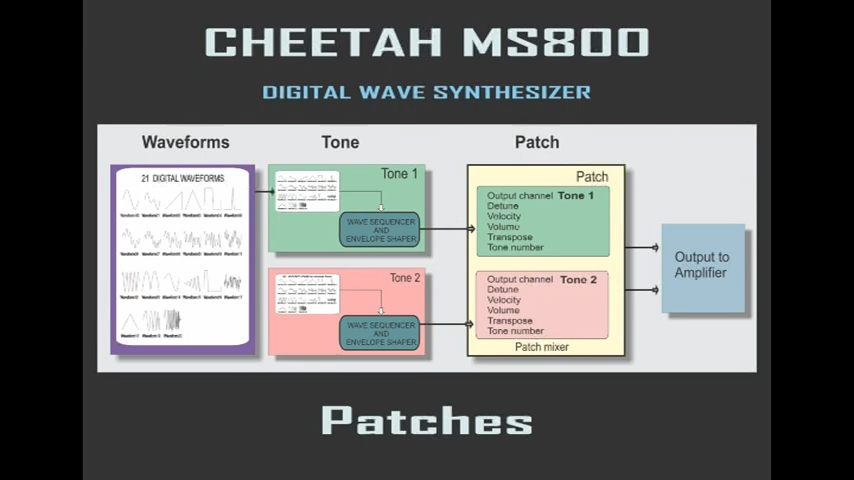 CHEETAH MS800
DIGITAL WAVE SYNTHESIZER
Waveforms
Tone
Patch
21 DIGITAL WAVEFORMS
Tone 1
WAVE SEQUENCER
AND
ENVELOPE SHAPER
Tone 2
WAVE SEQUENCER
AND
ENVELOPE SHAPER
Patch
Output channel Tone 1
Detune
Velocity
Volume
Transpose
Tone number
Output channel Tone 2
Detune
Velocity
Volume
Transpose
Tone number
Patch mixer
Output to
Amplifier
Patches